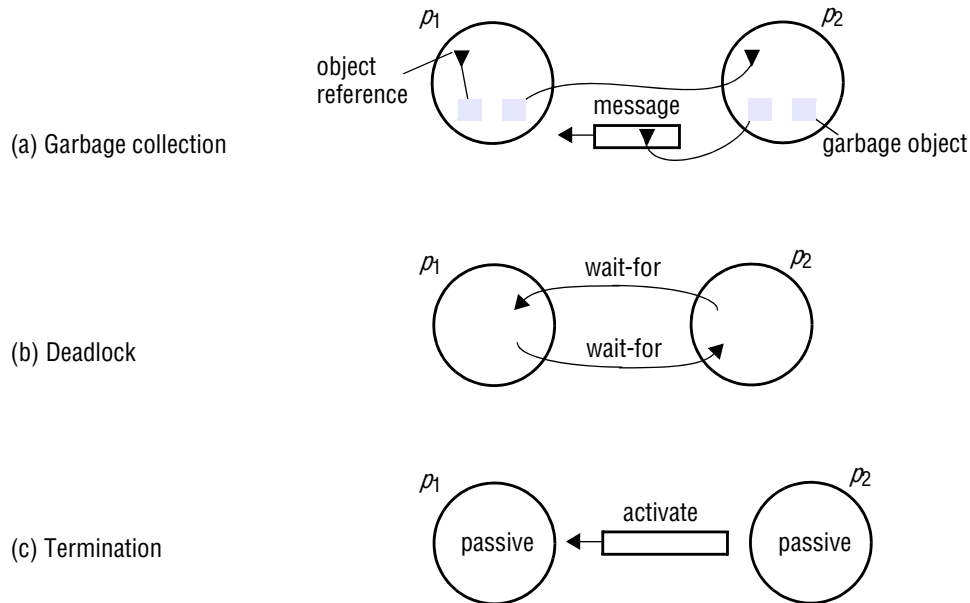 p1
p2
object
reference
message
(a) Garbage collection
garbage object
p1
p2
wait-for
wait-for
(b) Deadlock
p1
p2
activate
(c) Termination
passive
passive